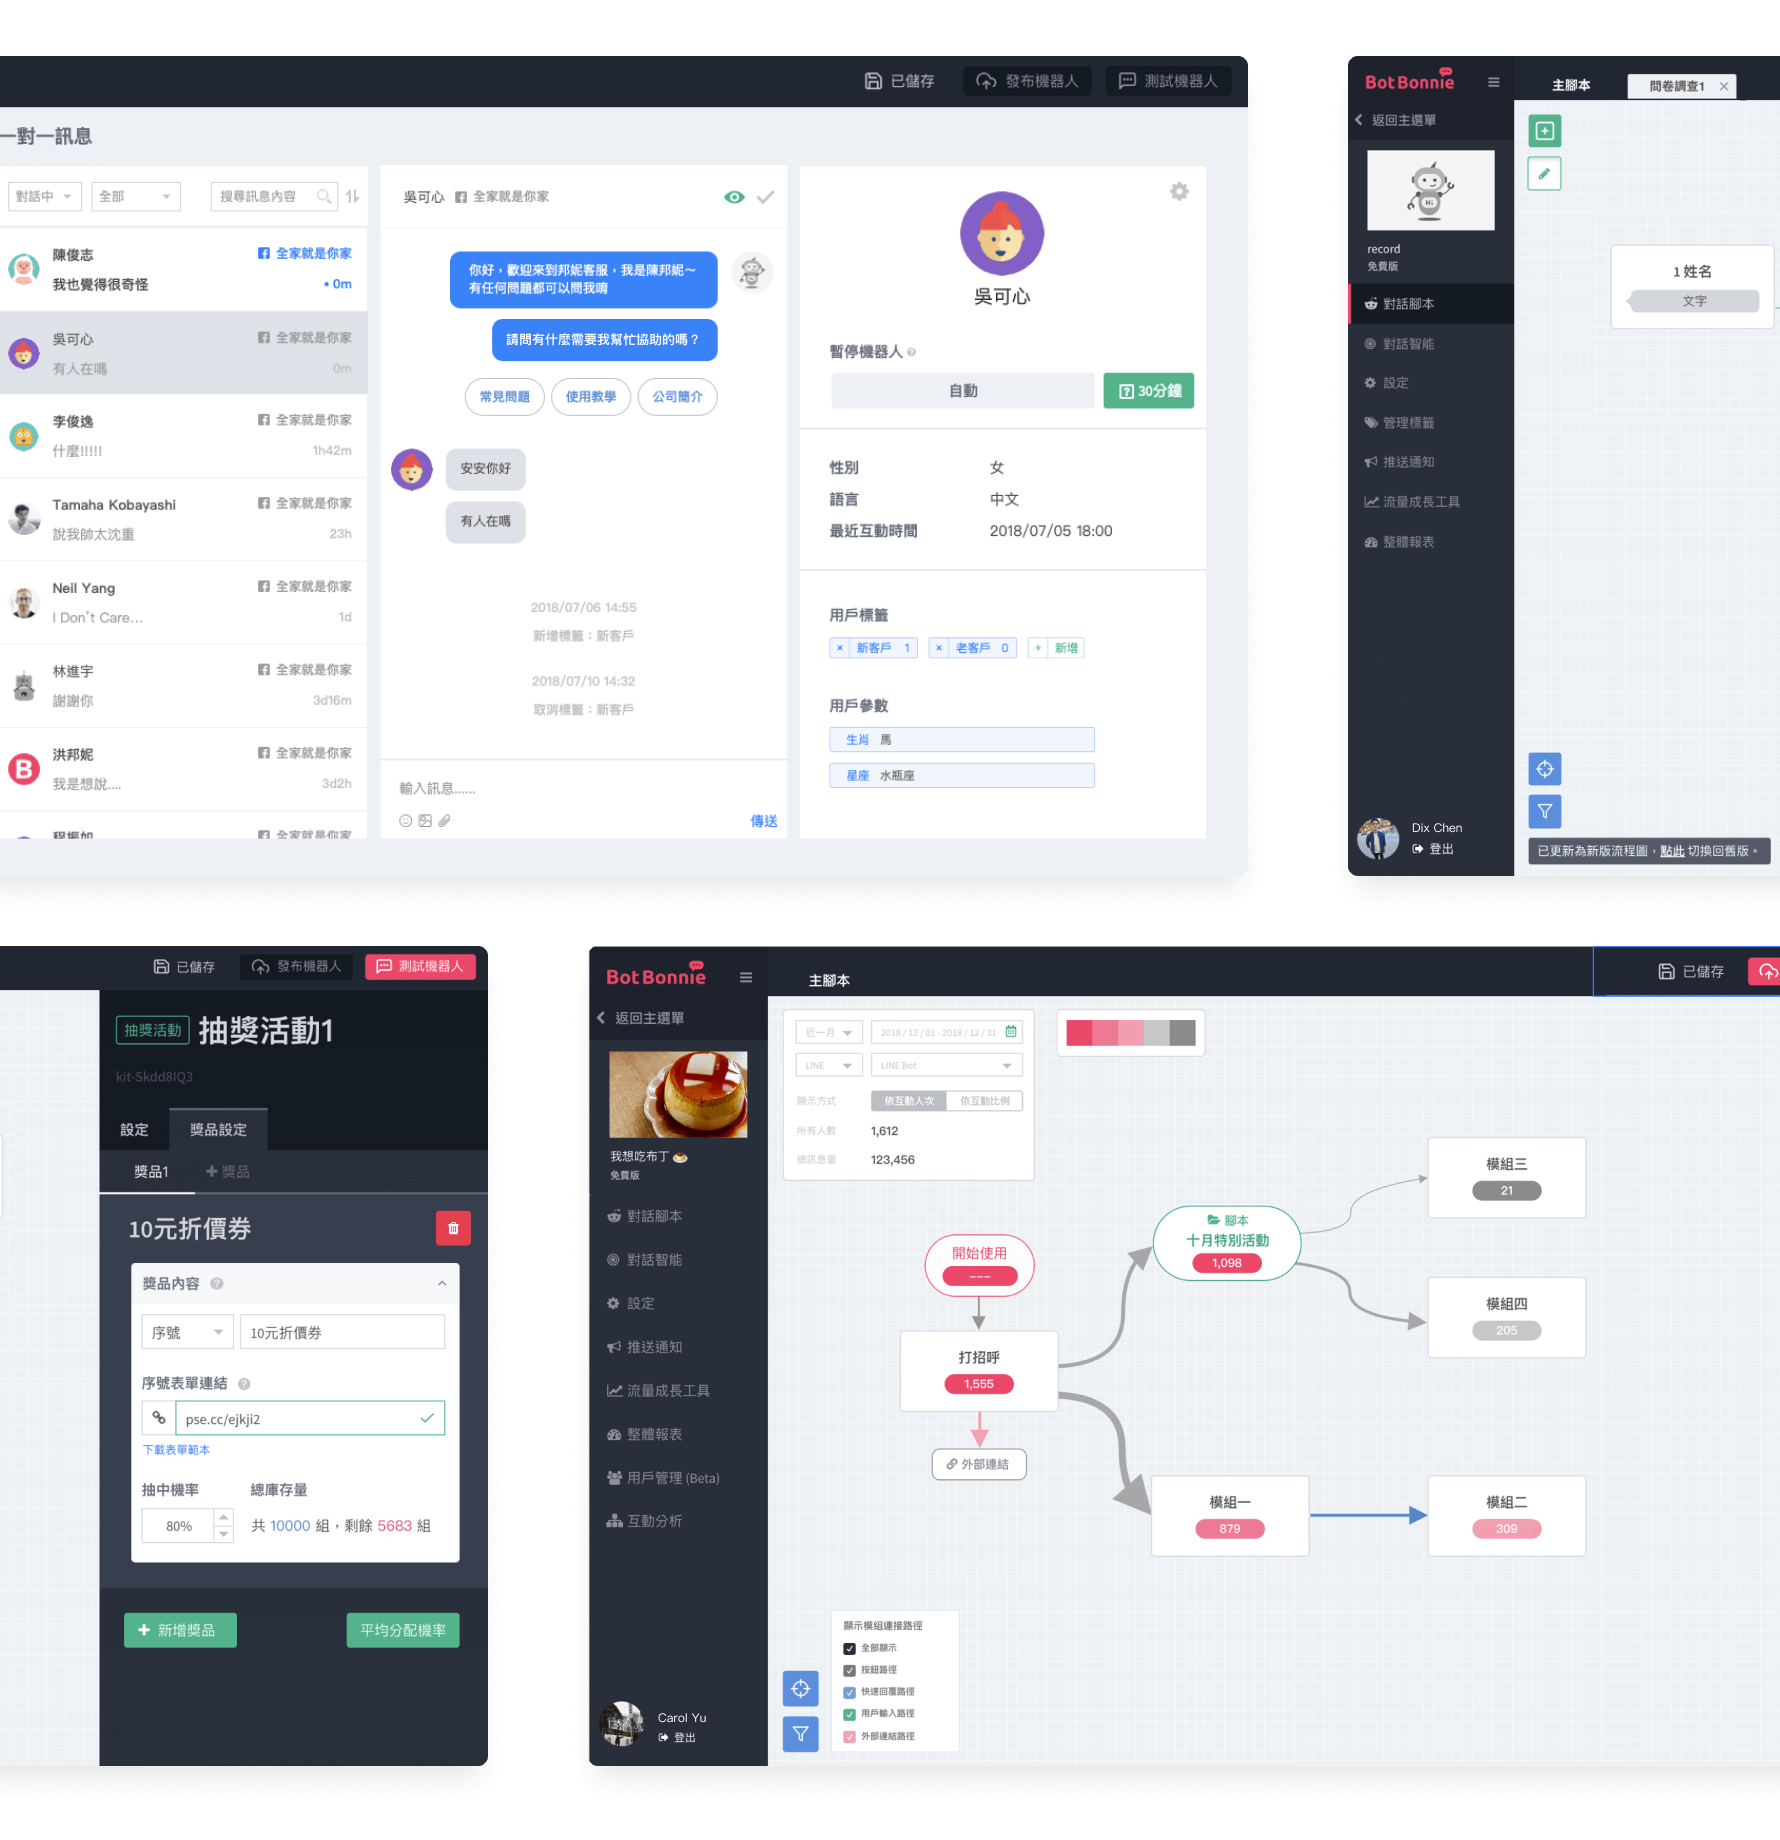 已儲存
發布機器人
測試機器人
一對一訊息
對話中
全部
搜尋訊息內容
陳俊志
全家就是你家
我也覺得很奇怪
• 0m
吳可心
全家就是你家
有人在嗎
0m
李俊逸
全家就是你家
什麼!!!!!
1h42m
Tamaha Kobayashi
全家就是你家
說我帥太沈重
23h
Neil Yang
全家就是你家
I Don't Care...
1d
林進宇
全家就是你家
謝謝你
3d16m
洪邦妮
全家就是你家
我是想說....
3d2h
全家就是你家
吳可心
全家就是你家
你好，歡迎來到邦妮客服，我是陳邦妮～
有任何問題都可以問我唷
請問有什麼需要我幫忙協助的嗎？
常見問題
使用教學
公司簡介
安安你好
有人在嗎
2018/07/06 14:55
新增標籤：新客戶
2018/07/10 14:32
取消標籤：新客戶
輸入訊息......
傳送
吳可心
暫停機器人
自動
30分鐘
性別 女
語言 中文
最近互動時間 2018/07/05 18:00
用戶標籤
× 新客戶 1
× 老客戶 0
+ 新增
用戶參數
生肖 馬
星座 水瓶座
BotBonnie
返回主選單
Hi
record
免費版
對話腳本
對話智能
設定
管理標籤
推送通知
流量成長工具
整體報表
Dix Chen
登出
主腳本
問卷調查1 ×
1 姓名
文字
已更新為新版流程圖，點此 切換回舊版。
已儲存
發布機器人
測試機器人
抽獎活動
抽獎活動1
kit-Skdd8IQ3
設定
獎品設定
獎品1
+ 獎品
10元折價券
獎品內容
序號
10元折價券
序號表單連結
pse.cc/ejkji2
下載表單範本
抽中機率
總庫存量
80%
共 10000 組，剩餘 5683 組
+ 新增獎品
平均分配機率
BotBonnie
返回主選單
我想吃布丁
免費版
對話腳本
對話智能
設定
推送通知
流量成長工具
整體報表
用戶管理 (Beta)
互動分析
Carol Yu
登出
主腳本
已儲存
近一月
2018 / 12 / 01 - 2018 / 12 / 31
LINE
LINE Bot
顯示方式
依互動人次
依互動比例
所有人數
1,612
總訊息量
123,456
開始使用
---
打招呼
1,555
外部連結
腳本
十月特別活動
1,098
模組三
21
模組四
205
模組一
879
模組二
309
顯示模組連接路徑
全部顯示
按鈕路徑
快速回覆路徑
用戶輸入路徑
外部連結路徑